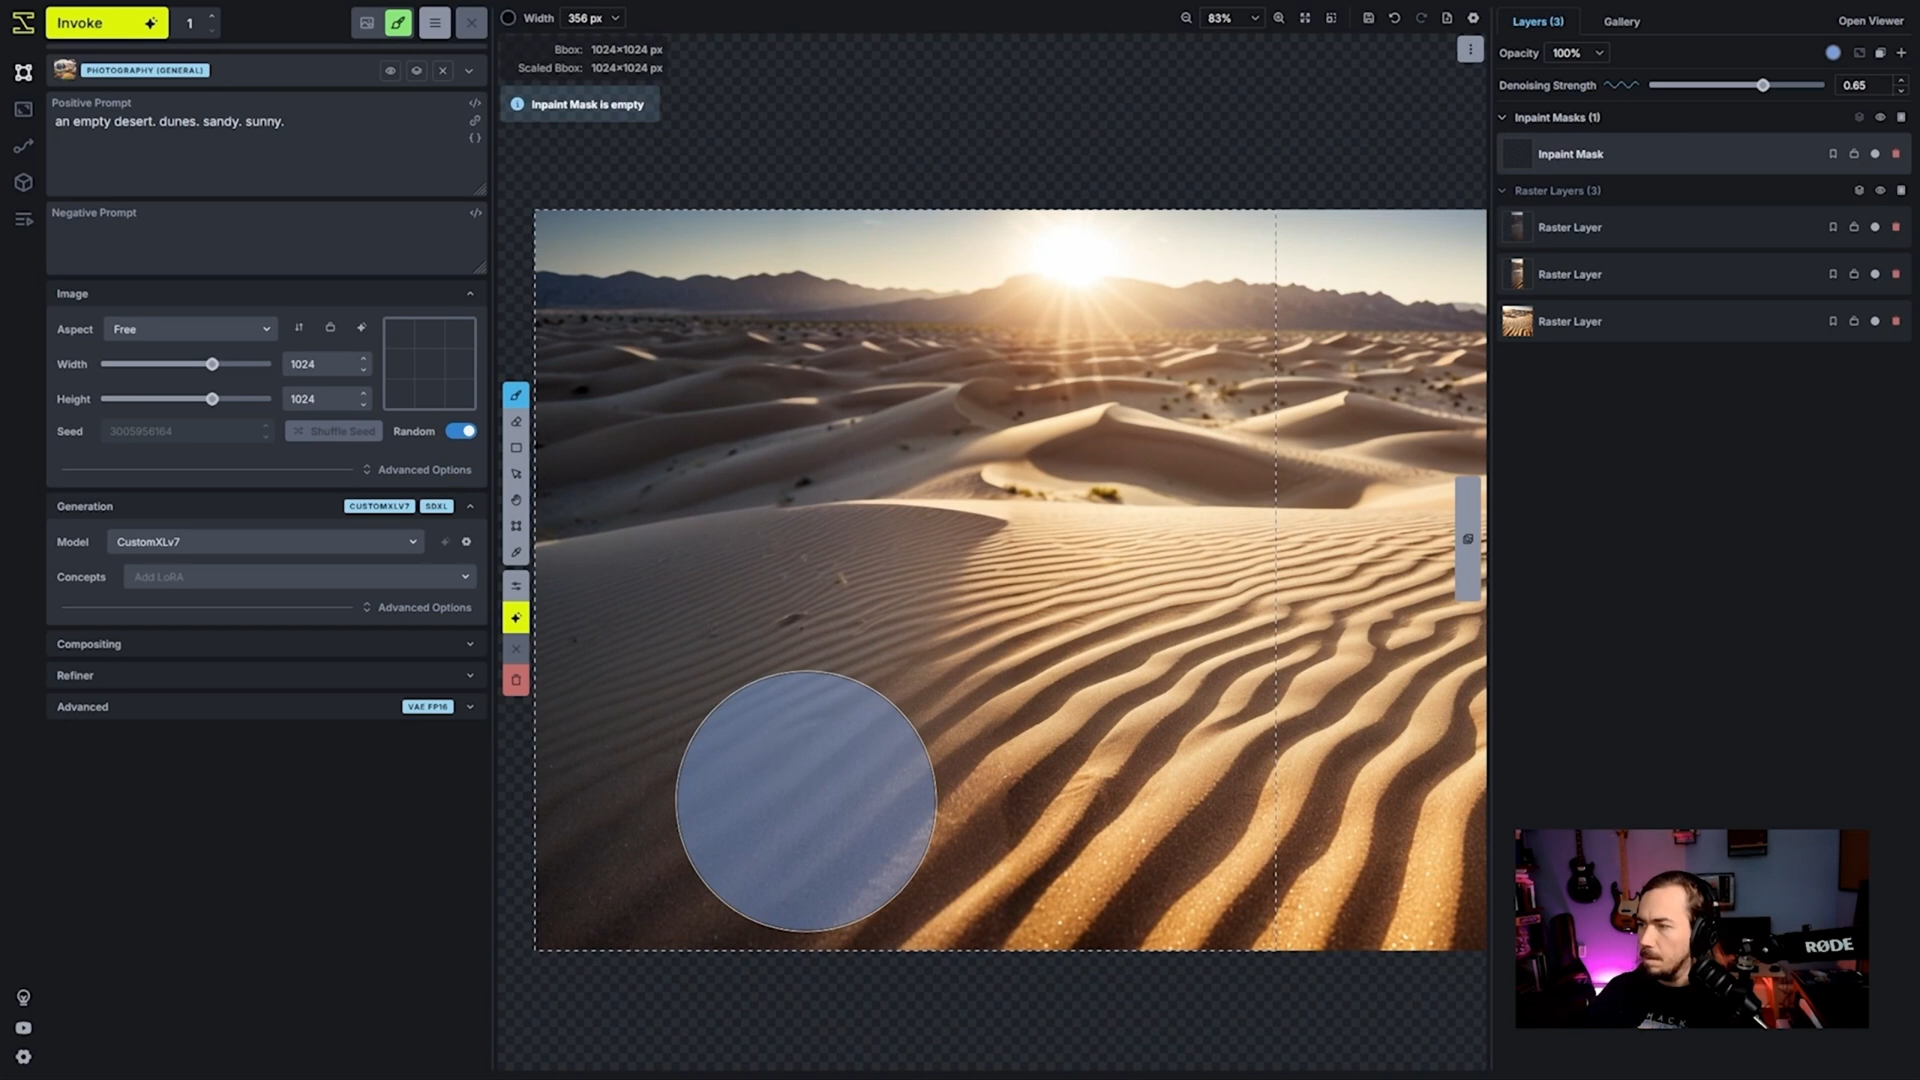 Invoke
1
PHOTOGRAPHY (GENERAL)
Positive Prompt
an empty desert. dunes. sandy. sunny.
Negative Prompt
Image
Aspect
Free
Width
1024
Height
1024
Seed
3005956164
Shuffle Seed
Random
Advanced Options
Generation
CUSTOMXLV7
SDXL
Model
CustomXLv7
Concepts
Add LoRA
Advanced Options
Compositing
Refiner
Advanced
VAE FP16
Width
356 px
83%
Bbox: 1024×1024 px
Scaled Bbox: 1024×1024 px
Inpaint Mask is empty
Layers (3)
Gallery
Open Viewer
Opacity
100%
Denoising Strength
0.65
Inpaint Masks (1)
Inpaint Mask
Raster Layers (3)
Raster Layer
Raster Layer
Raster Layer
RØDE
MACK